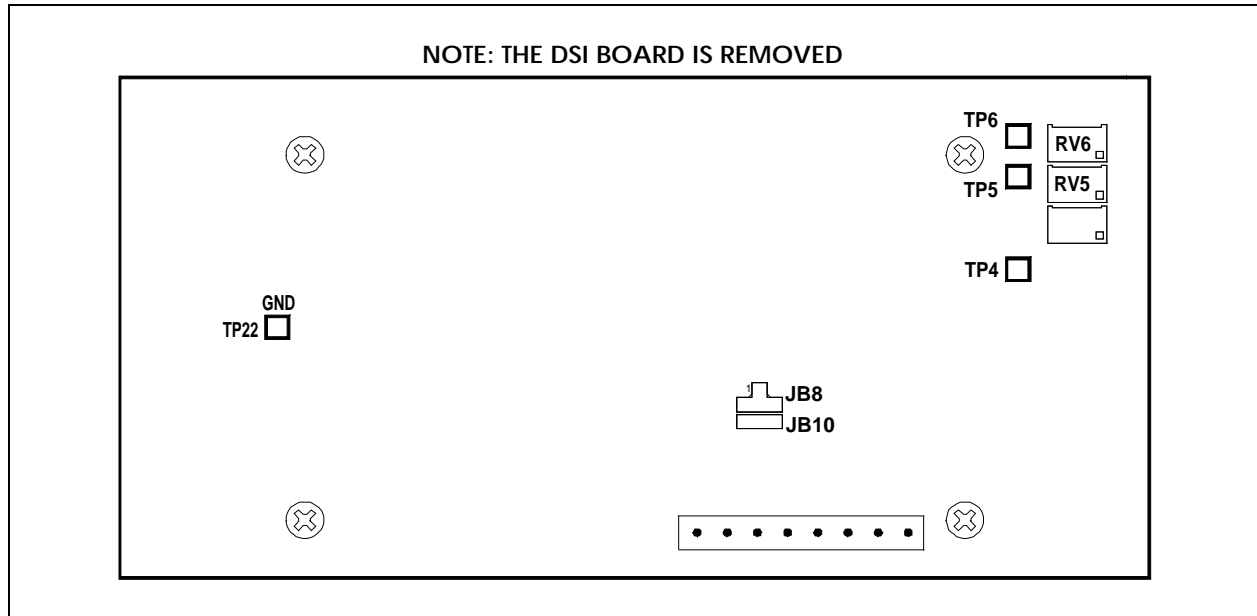 NOTE: THE DSI BOARD IS REMOVED
TP6
RV6
TP5
RV5
TP4
GND
TP22
1
JB8
JB10